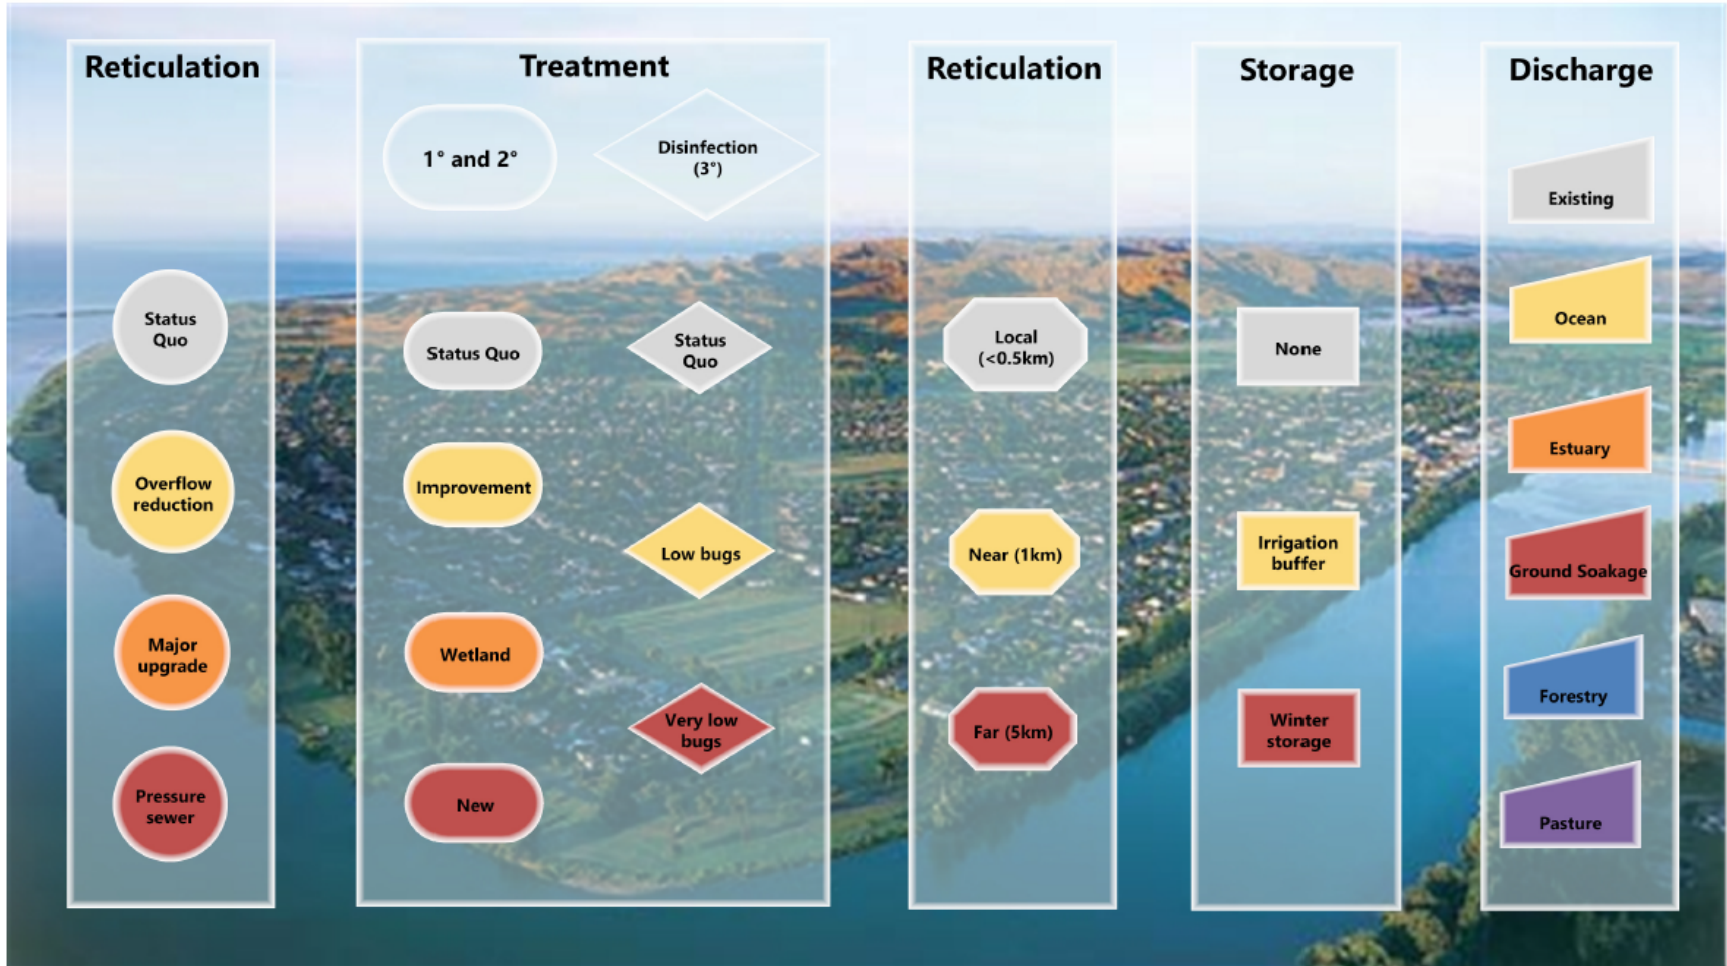 Reticulation
Treatment
Reticulation
Storage
Discharge
1° and 2°
Disinfection
(3°)
Existing
Status
Quo
Status Quo
Status
Quo
Local
(<0.5km)
None
Ocean
Overflow
reduction
Improvement
Low bugs
Near (1km)
Irrigation
buffer
Estuary
Ground Soakage
Major
upgrade
Wetland
Very low
bugs
Far (5km)
Winter
storage
Forestry
Pressure
sewer
New
Pasture